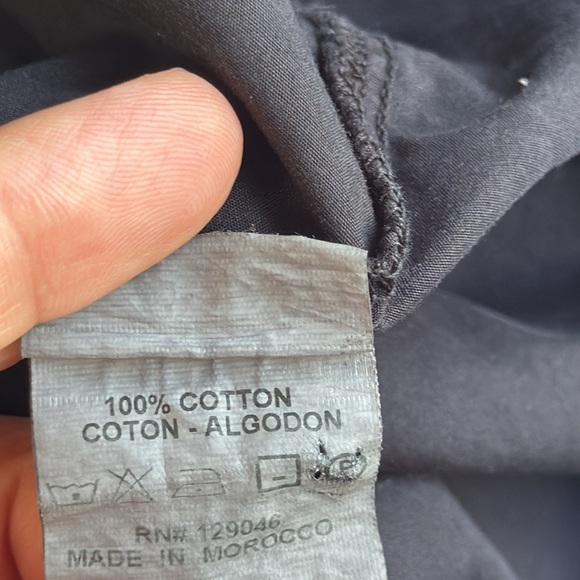 100% COTTON
COTON - ALGODON
P
RN# 129046
MADE IN MOROCCO